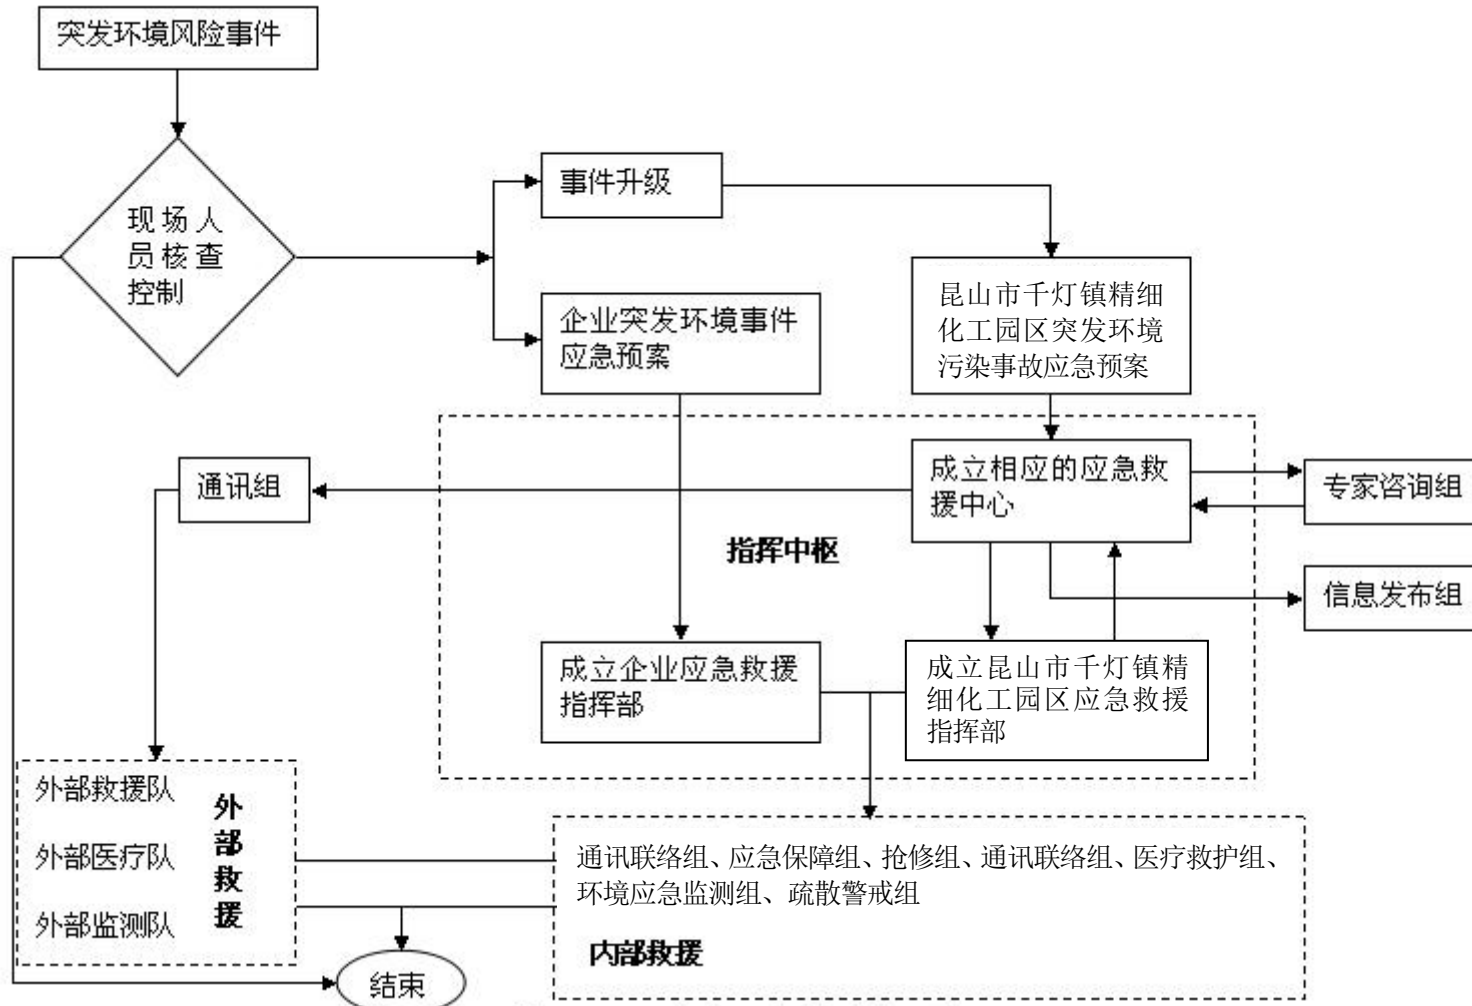 突发环境风险事件
现场人
员核查
控制
事件升级
企业突发环境事件
应急预案
昆山市千灯镇精细
化工园区突发环境
污染事故应急预案
通讯组
成立相应的应急救
援中心
专家咨询组
指挥中枢
信息发布组
成立企业应急救援
指挥部
成立昆山市千灯镇精
细化工园区应急救援
指挥部
外部救援队
外部医疗队
外部监测队
外
部
救
援
通讯联络组、应急保障组、抢修组、通讯联络组、医疗救护组、
环境应急监测组、疏散警戒组
内部救援
结束